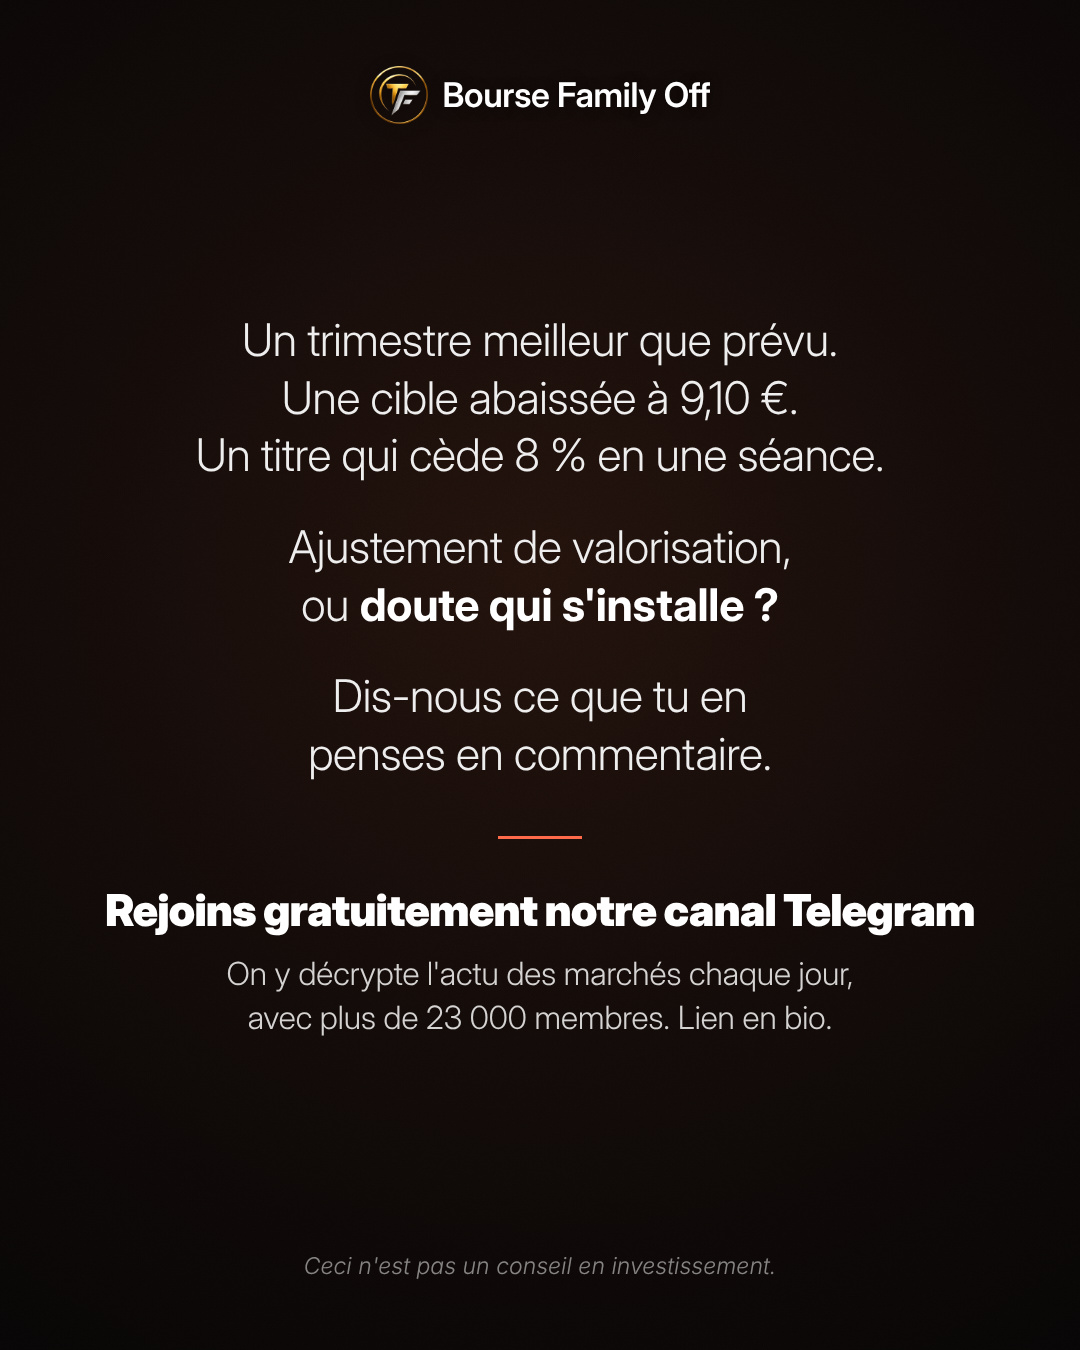 TF Bourse Family Off
Un trimestre meilleur que prévu.
Une cible abaissée à 9,10 €.
Un titre qui cède 8 % en une séance.
Ajustement de valorisation,
ou doute qui s'installe ?
Dis-nous ce que tu en
penses en commentaire.
Rejoins gratuitement notre canal Telegram
On y décrypte l'actu des marchés chaque jour,
avec plus de 23 000 membres. Lien en bio.
Ceci n'est pas un conseil en investissement.